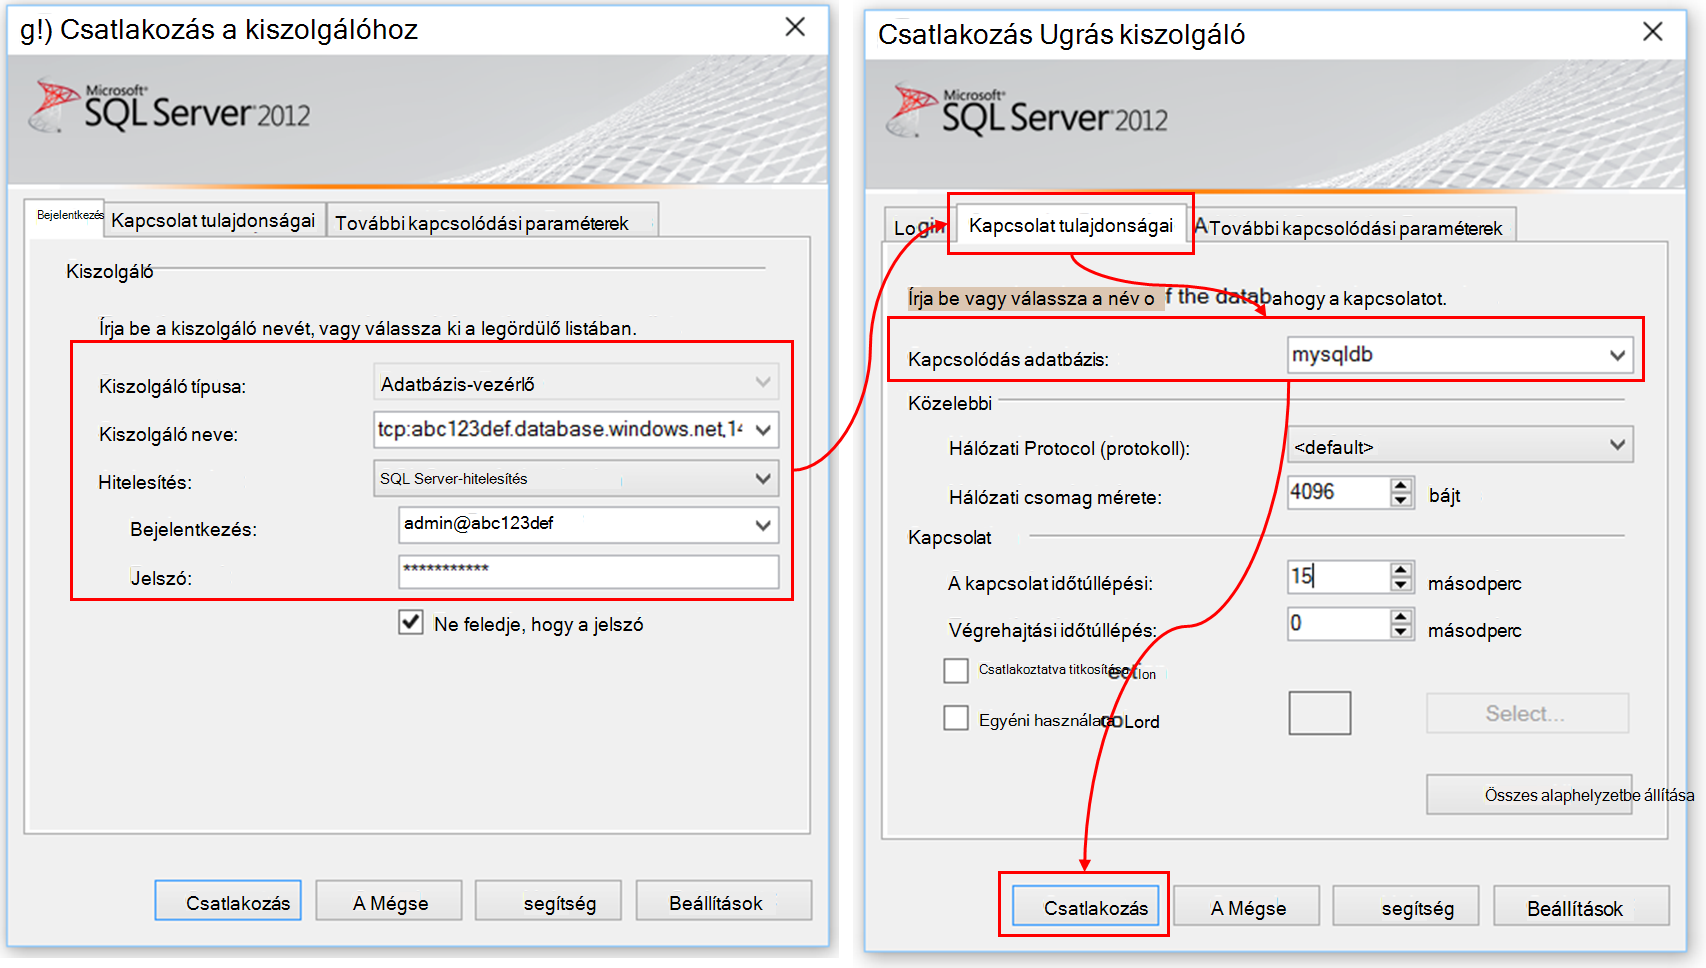 g!) Csatlakozás a kiszolgálóhoz
Microsoft
SQL Server 2012
Bejelentkezés
Kapcsolat tulajdonságai
További kapcsolódási paraméterek
Kiszolgáló
Írja be a kiszolgáló nevét, vagy válassza ki a legördülő listában.
Kiszolgáló típusa:
Adatbázis-vezérlő
Kiszolgáló neve:
tcp:abc123def.database.windows.net,14
Hitelesítés:
SQL Server-hitelesítés
Bejelentkezés:
admin@abc123def
Jelszó:
***********
Ne feledje, hogy a jelszó
Csatlakozás
A Mégse
segítség
Beállítások
Csatlakozás Ugrás kiszolgáló
Microsoft
SQL Server 2012
Login
Kapcsolat tulajdonságai
A További kapcsolódási paraméterek
Írja be vagy válassza a név o f the datab ahogy a kapcsolatot.
Kapcsolódás adatbázis:
mysqldb
Közelebbi
Hálózati Protocol (protokoll):
<default>
Hálózati csomag mérete:
4096
bájt
Kapcsolat
A kapcsolat időtúllépési:
15
másodperc
Végrehajtási időtúllépés:
0
másodperc
Csatlakoztatva titkosítása
Egyéni használata
Lord
Select...
Összes alaphelyzetbe állítása
Csatlakozás
A Mégse
segítség
Beállítások